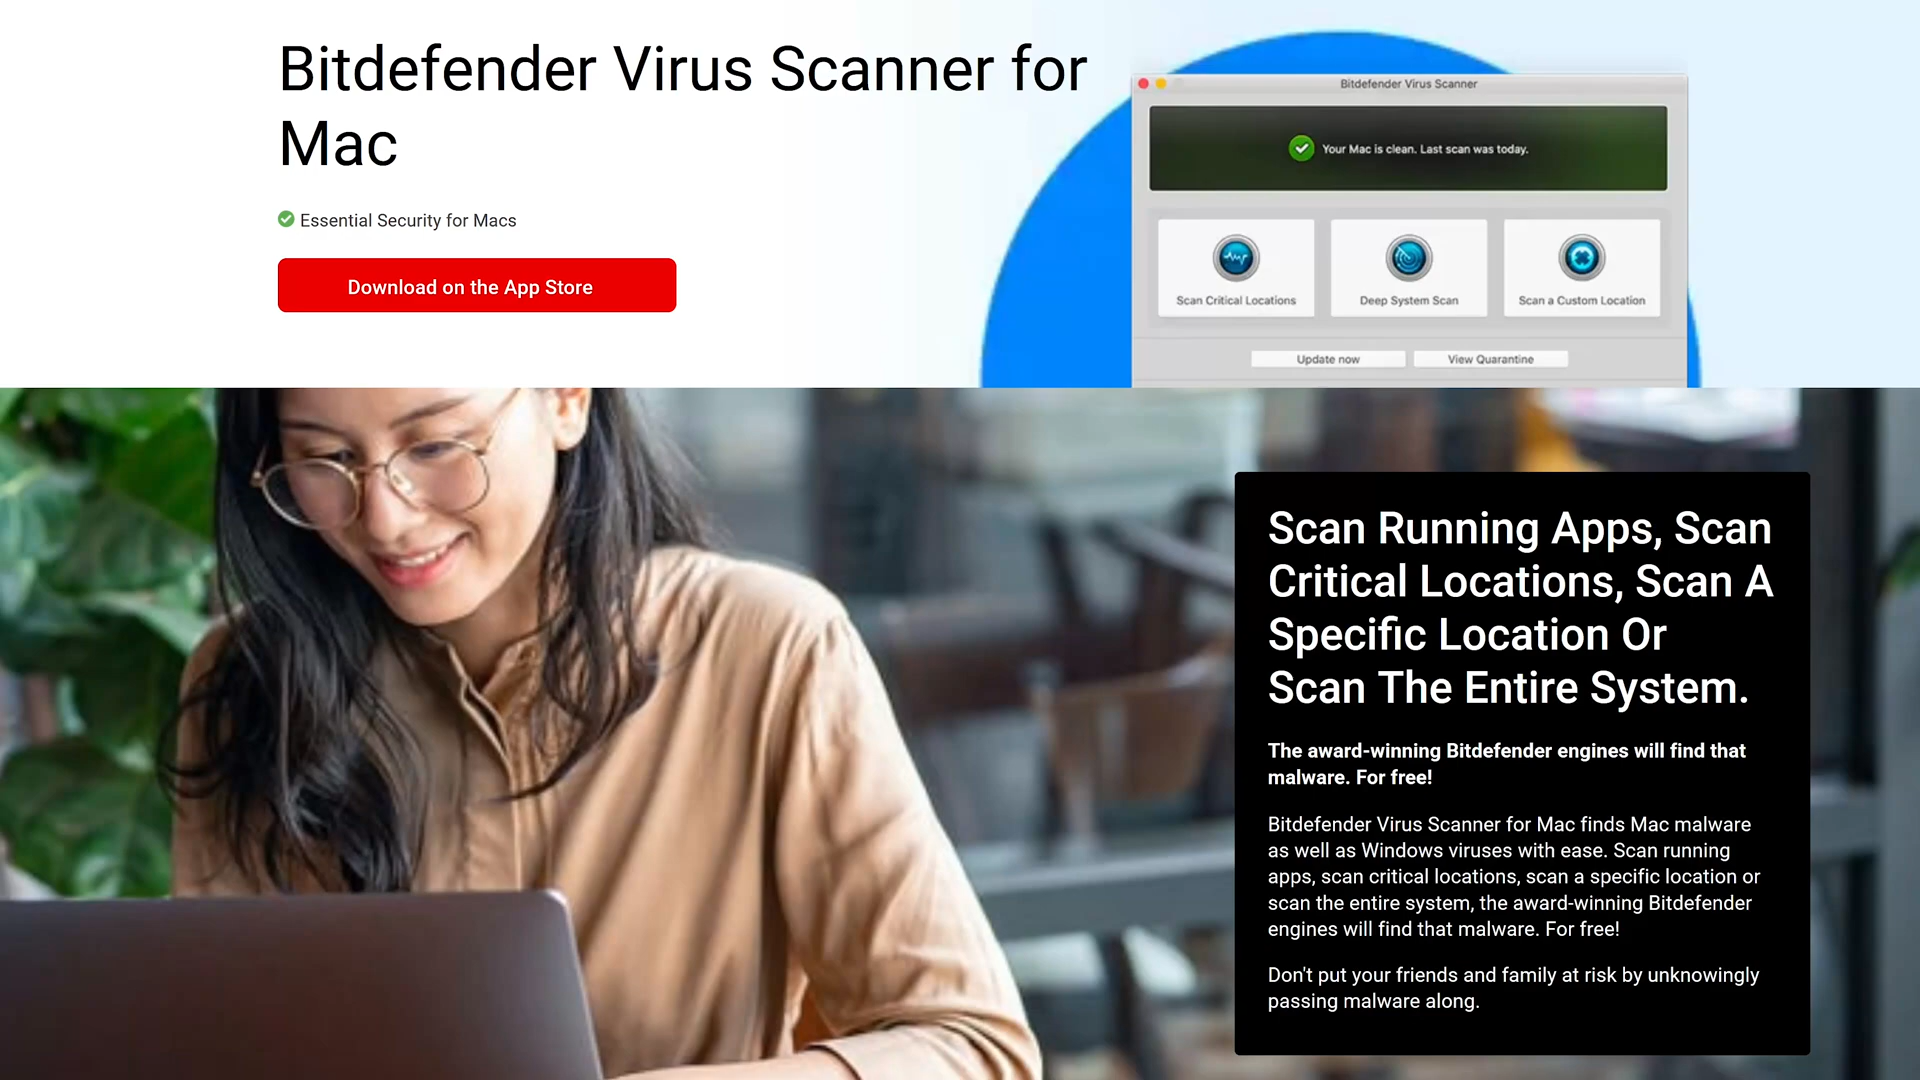 Bitdefender Virus Scanner for
Mac
Essential Security for Macs
Download on the App Store
Bitdefender Virus Scanner
Your Mac is clean. Last scan was today.
Scan Critical Locations
Deep System Scan
Scan a Custom Location
Update now
View Quarantine
Scan Running Apps, Scan
Critical Locations, Scan A
Specific Location Or
Scan The Entire System.
The award-winning Bitdefender engines will find that
malware. For free!
Bitdefender Virus Scanner for Mac finds Mac malware
as well as Windows viruses with ease. Scan running
apps, scan critical locations, scan a specific location or
scan the entire system, the award-winning Bitdefender
engines will find that malware. For free!
Don't put your friends and family at risk by unknowingly
passing malware along.